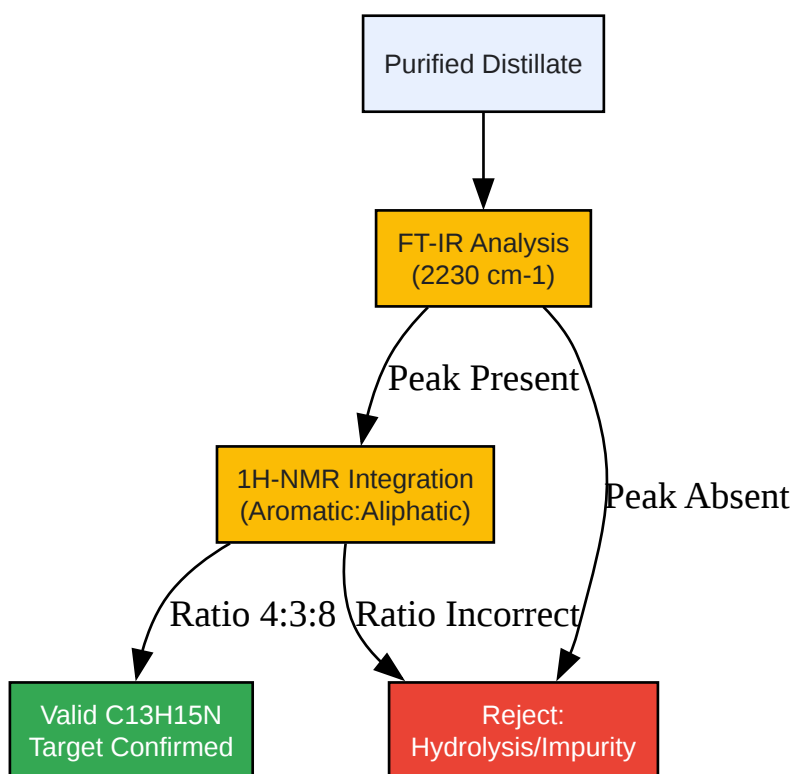 Purified Distillate
FT-IR Analysis
(2230 cm-1)
Peak Present
1H-NMR Integration
(Aromatic:Aliphatic)
Peak Absent
Ratio 4:3:8
Ratio Incorrect
Valid C13H15N
Target Confirmed
Reject:
Hydrolysis/Impurity